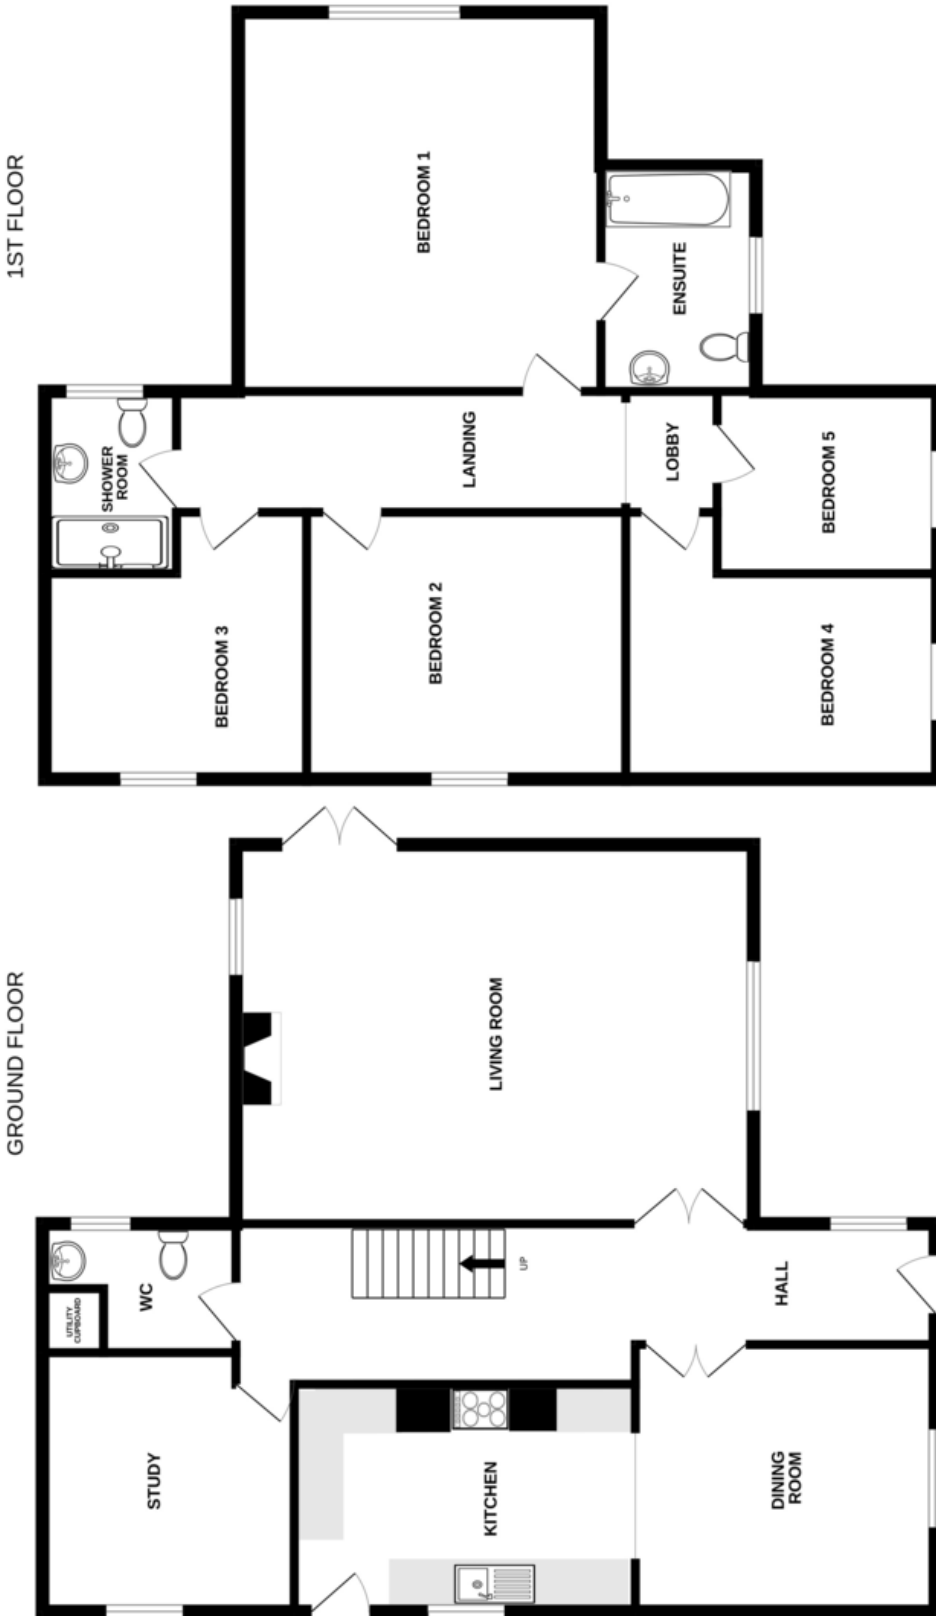 1ST FLOOR
BEDROOM 1
ENSUITE
SHOWER
ROOM
LANDING
LOBBY
BEDROOM 5
BEDROOM 3
BEDROOM 2
BEDROOM 4
GROUND FLOOR
LIVING ROOM
UTILITY
CUPBOARD
WC
UP
HALL
STUDY
KITCHEN
DINING
ROOM